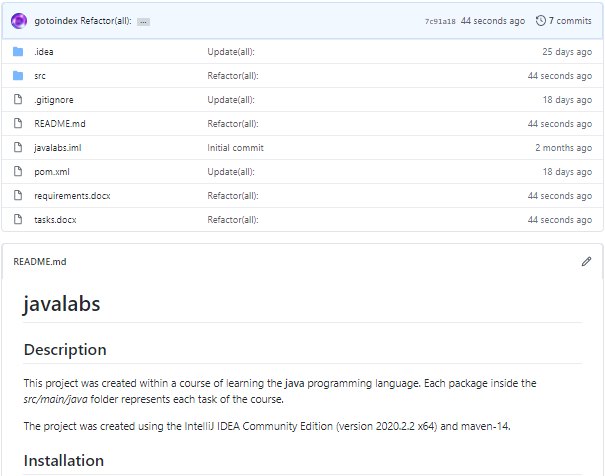 gotoindex Refactor(all): ... 7c91a18 44 seconds ago 7 commits
.idea Update(all): 25 days ago
src Refactor(all): 44 seconds ago
.gitignore Update(all): 18 days ago
README.md Refactor(all): 44 seconds ago
javalabs.iml Initial commit 2 months ago
pom.xml Update(all): 18 days ago
requirements.docx Refactor(all): 44 seconds ago
tasks.docx Refactor(all): 44 seconds ago
README.md
javalabs
Description
This project was created within a course of learning the java programming language. Each package inside the
src/main/java folder represents each task of the course.
The project was created using the IntelliJ IDEA Community Edition (version 2020.2.2 x64) and maven-14.
Installation